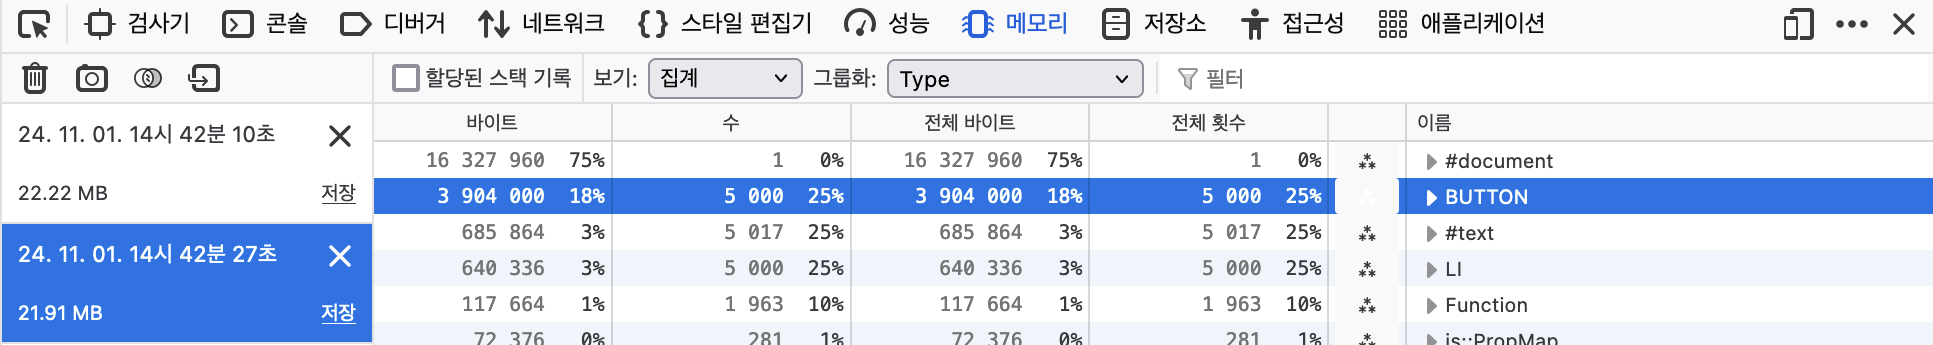 검사기 콘솔 디버거 네트워크 스타일 편집기 성능 메모리 저장소 접근성 애플리케이션
할당된 스택 기록 보기: 집계 그룹화: Type 필터
24. 11. 01. 14시 42분 10초
22.22 MB 저장
24. 11. 01. 14시 42분 27초
21.91 MB 저장
바이트 수 전체 바이트 전체 횟수 이름
16 327 960 75% 1 0% 16 327 960 75% 1 0% #document
3 904 000 18% 5 000 25% 3 904 000 18% 5 000 25% BUTTON
685 864 3% 5 017 25% 685 864 3% 5 017 25% #text
640 336 3% 5 000 25% 640 336 3% 5 000 25% LI
117 664 1% 1 963 10% 117 664 1% 1 963 10% Function
72 376 0% 281 1% 72 376 0% 281 1% js::PropMap